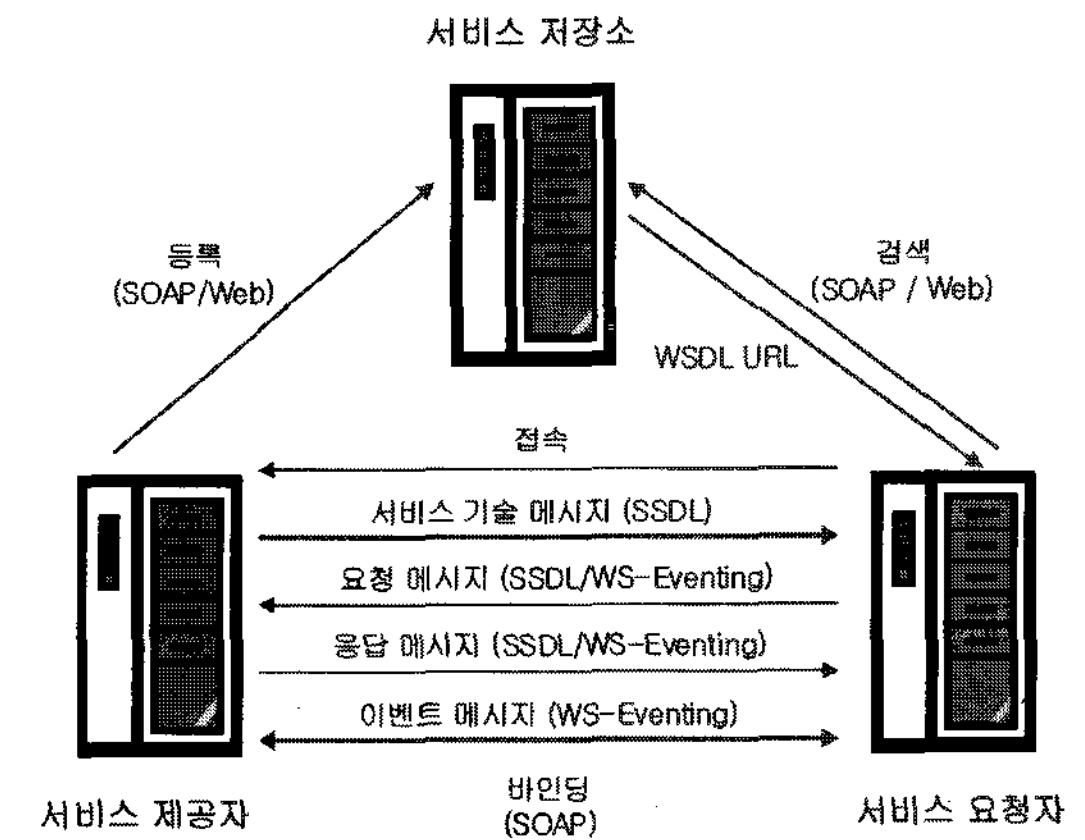 서비스 저장소
등록
(SOAP/Web)
검색
(SOAP / Web)
WSDL URL
접속
서비스 기술 메시지 (SSDL)
요청 메시지 (SSDL/WS-Eventing)
응답 메시지 (SSDL/WS-Eventing)
이벤트 메시지 (WS-Eventing)
바인딩
(SOAP)
서비스 제공자
서비스 요청자